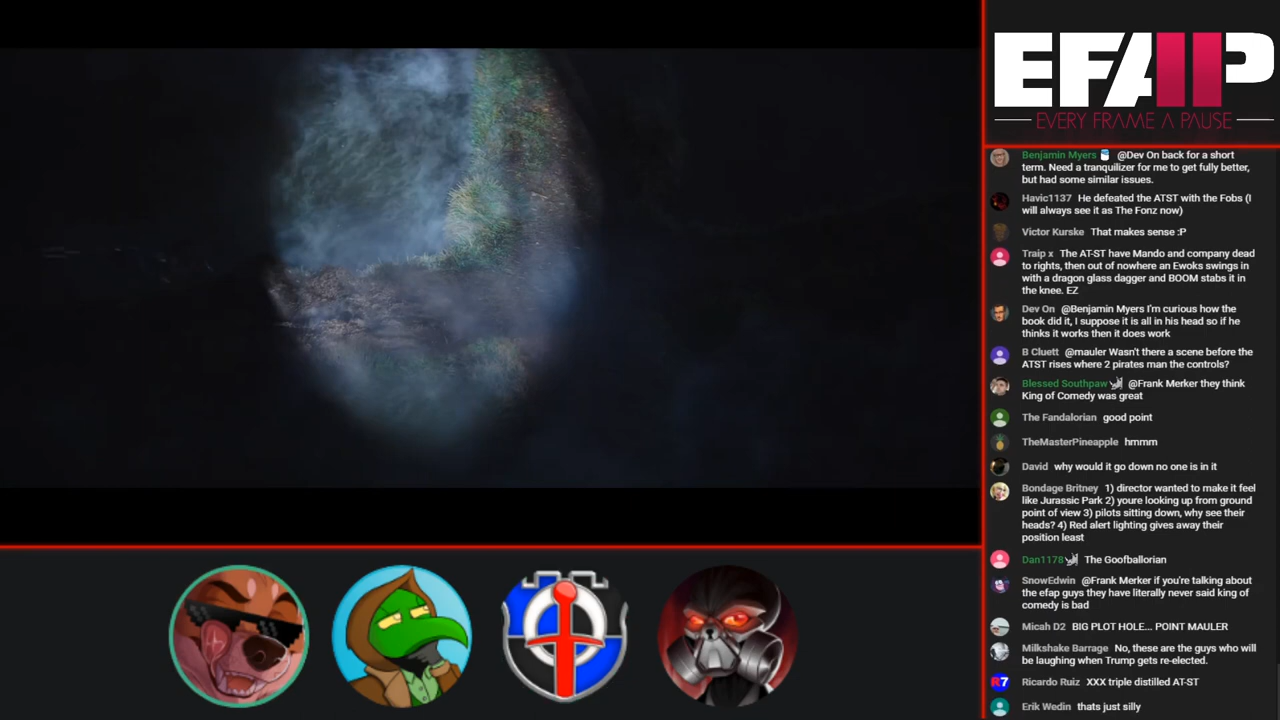 EFAP
EVERY FRAME A PAUSE
Benjamin Myers @Dev On back for a short
term. Need a tranquilizer for me to get fully better,
but had some similar issues.
Havic1137 He defeated the ATST with the Fobs (I
will always see it as The Fonz now)
Victor Kurske That makes sense :P
Traip x The AT-ST have Mando and company dead
to rights, then out of nowhere an Ewoks swings in
with a dragon glass dagger and BOOM stabs it in
the knee. EZ
Dev On @Benjamin Myers I'm curious how the
book did it, I suppose it is all in his head so if he
thinks it works then it does work
B Cluett @mauler Wasn't there a scene before the
ATST rises where 2 pirates man the controls?
Blessed Southpaw @Frank Merker they think
King of Comedy was great
The Fandalorian good point
TheMasterPineapple hmmm
David why would it go down no one is in it
Bondage Britney 1) director wanted to make it feel
like Jurassic Park 2) youre looking up from ground
point of view 3) pilots sitting down, why see their
heads? 4) Red alert lighting gives away their
position least
Dan1178 The Goofballorian
SnowEdwin @Frank Merker if you're talking about
the efap guys they have literally never said king of
comedy is bad
Micah D2 BIG PLOT HOLE... POINT MAULER
Milkshake Barrage No, these are the guys who will
be laughing when Trump gets re-elected.
R7 Ricardo Ruiz XXX triple distilled AT-ST
Erik Wedin thats just silly